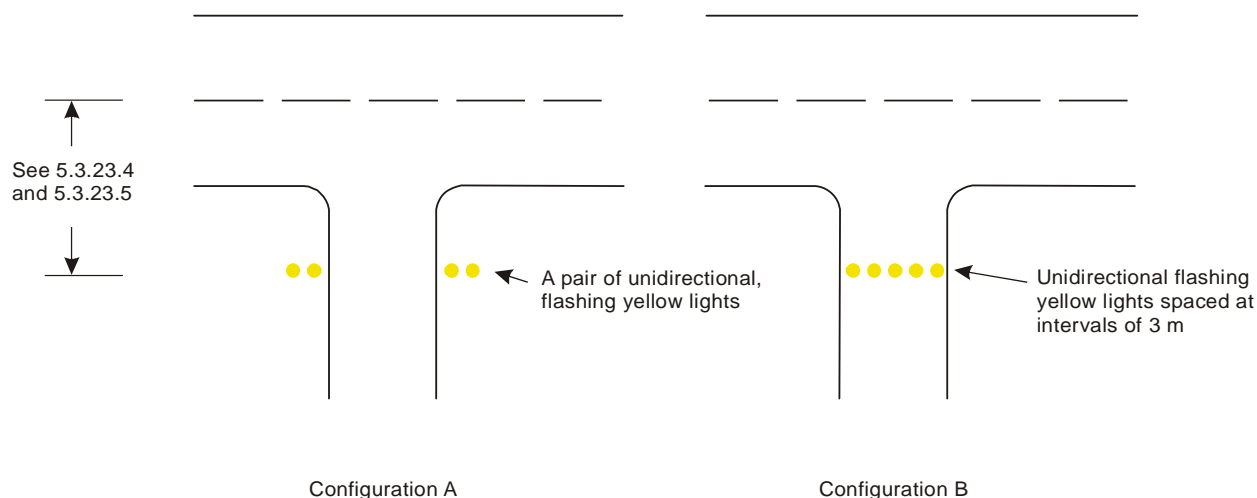 See 5.3.23.4
and 5.3.23.5
A pair of unidirectional,
flashing yellow lights
Unidirectional flashing
yellow lights spaced at
intervals of 3 m
Configuration A
Configuration B